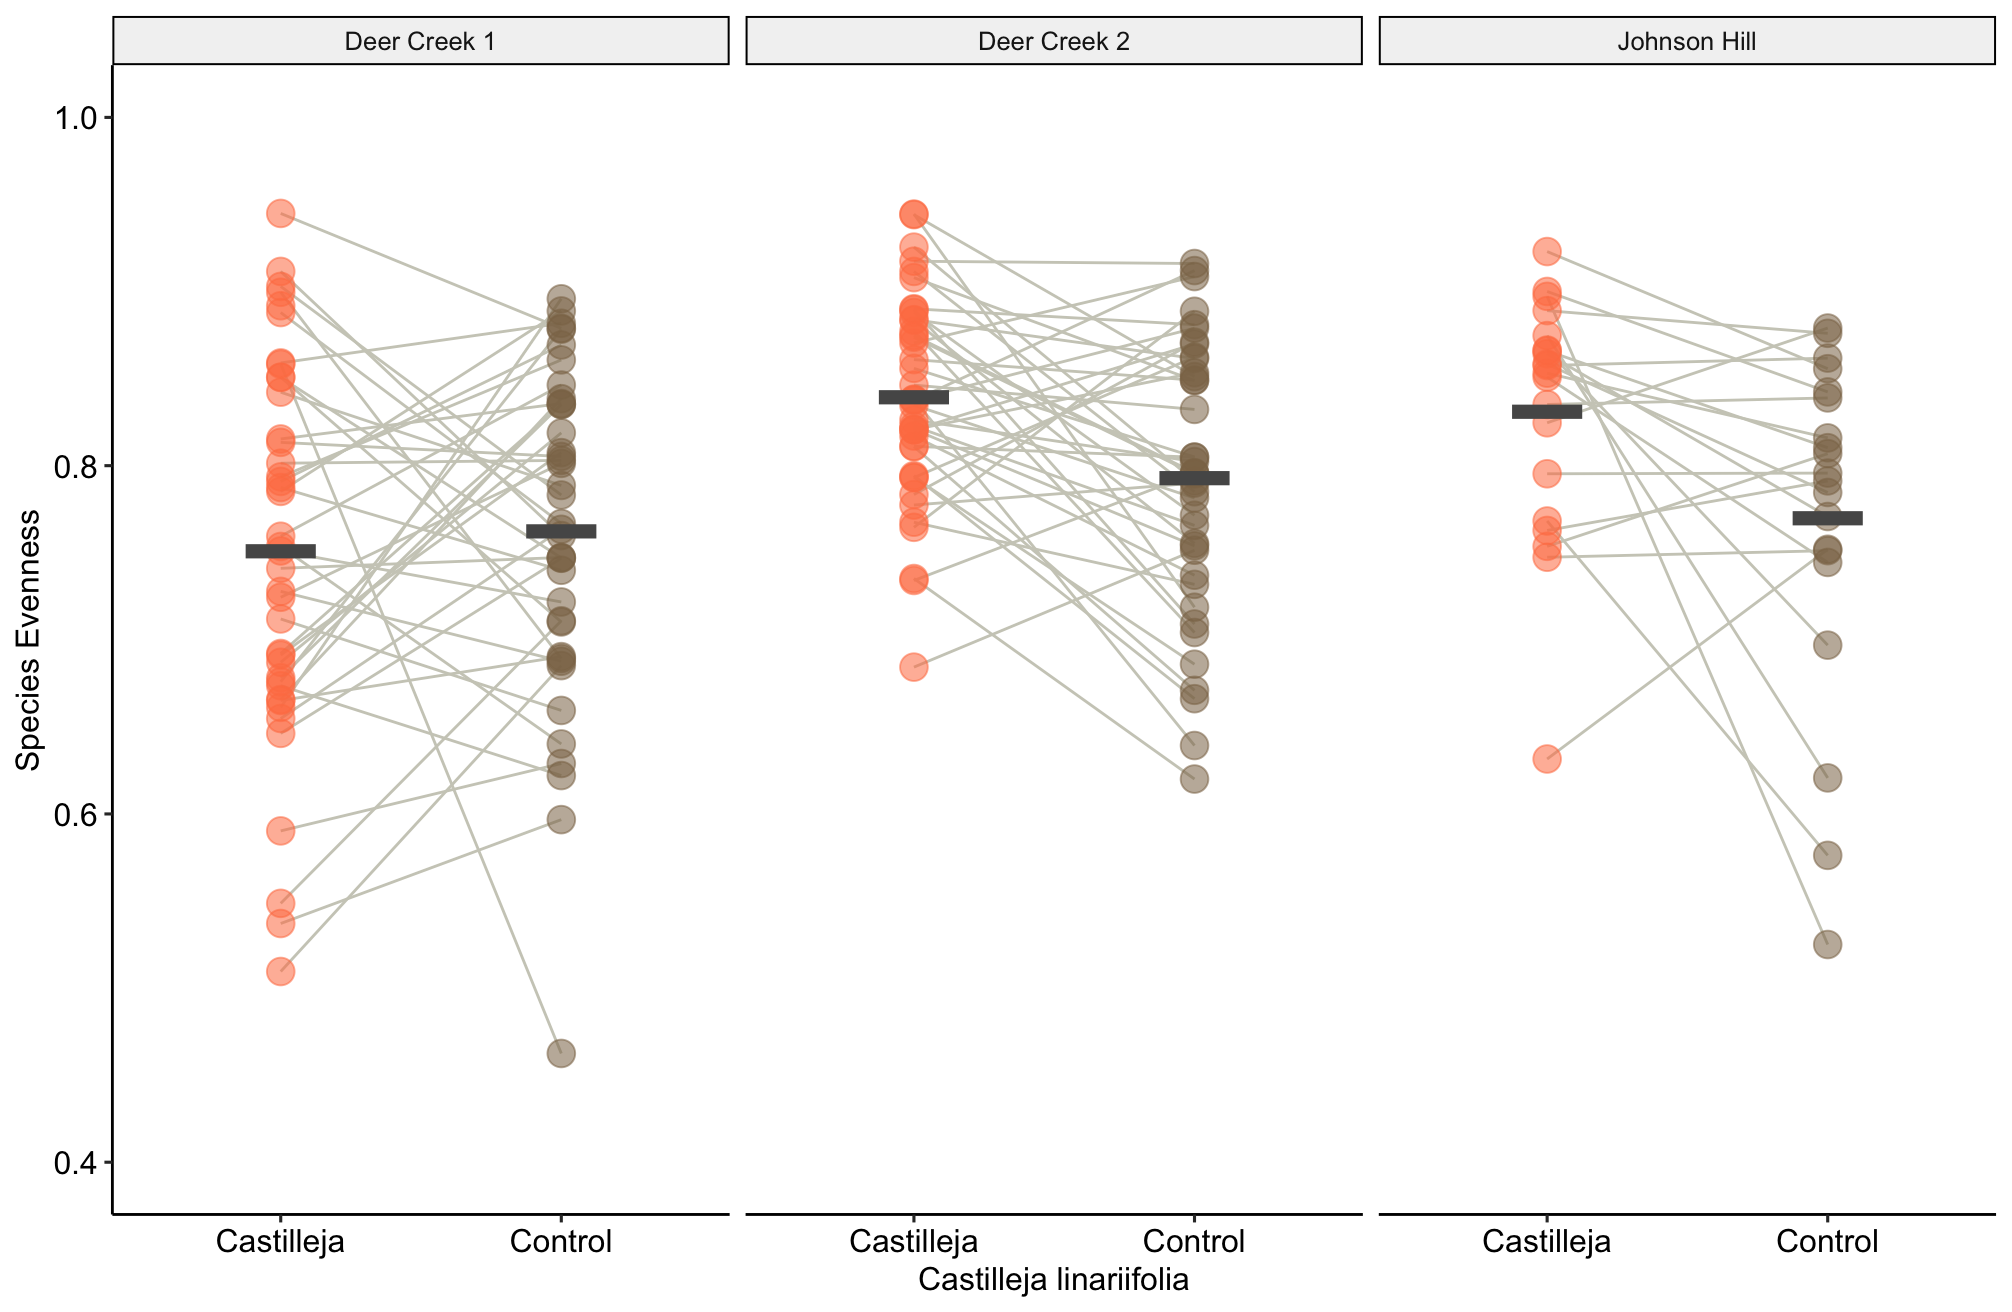 Deer Creek 1
Deer Creek 2
Johnson Hill
1.0
0.8
0.6
0.4
Species Evenness
Castilleja
Control
Castilleja
Control
Castilleja
Control
Castilleja linariifolia